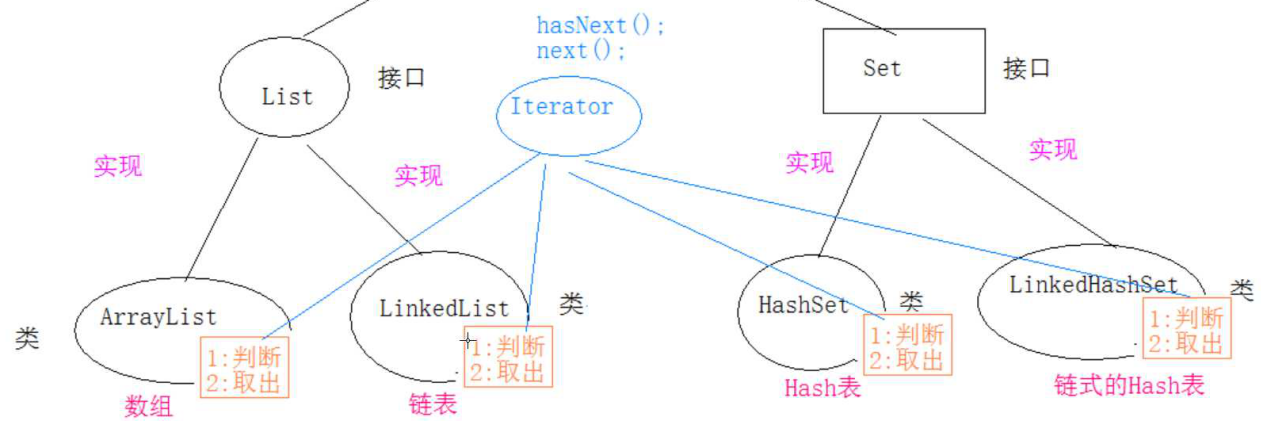 hasNext();
next();
List
接口
Iterator
Set
接口
实现
实现
实现
实现
ArrayList
类
1:判断
2:取出
数组
LinkedList
类
1:判断
2:取出
链表
HashSet
类
1:判断
2:取出
Hash表
LinkedHashSet
类
1:判断
2:取出
链式的Hash表